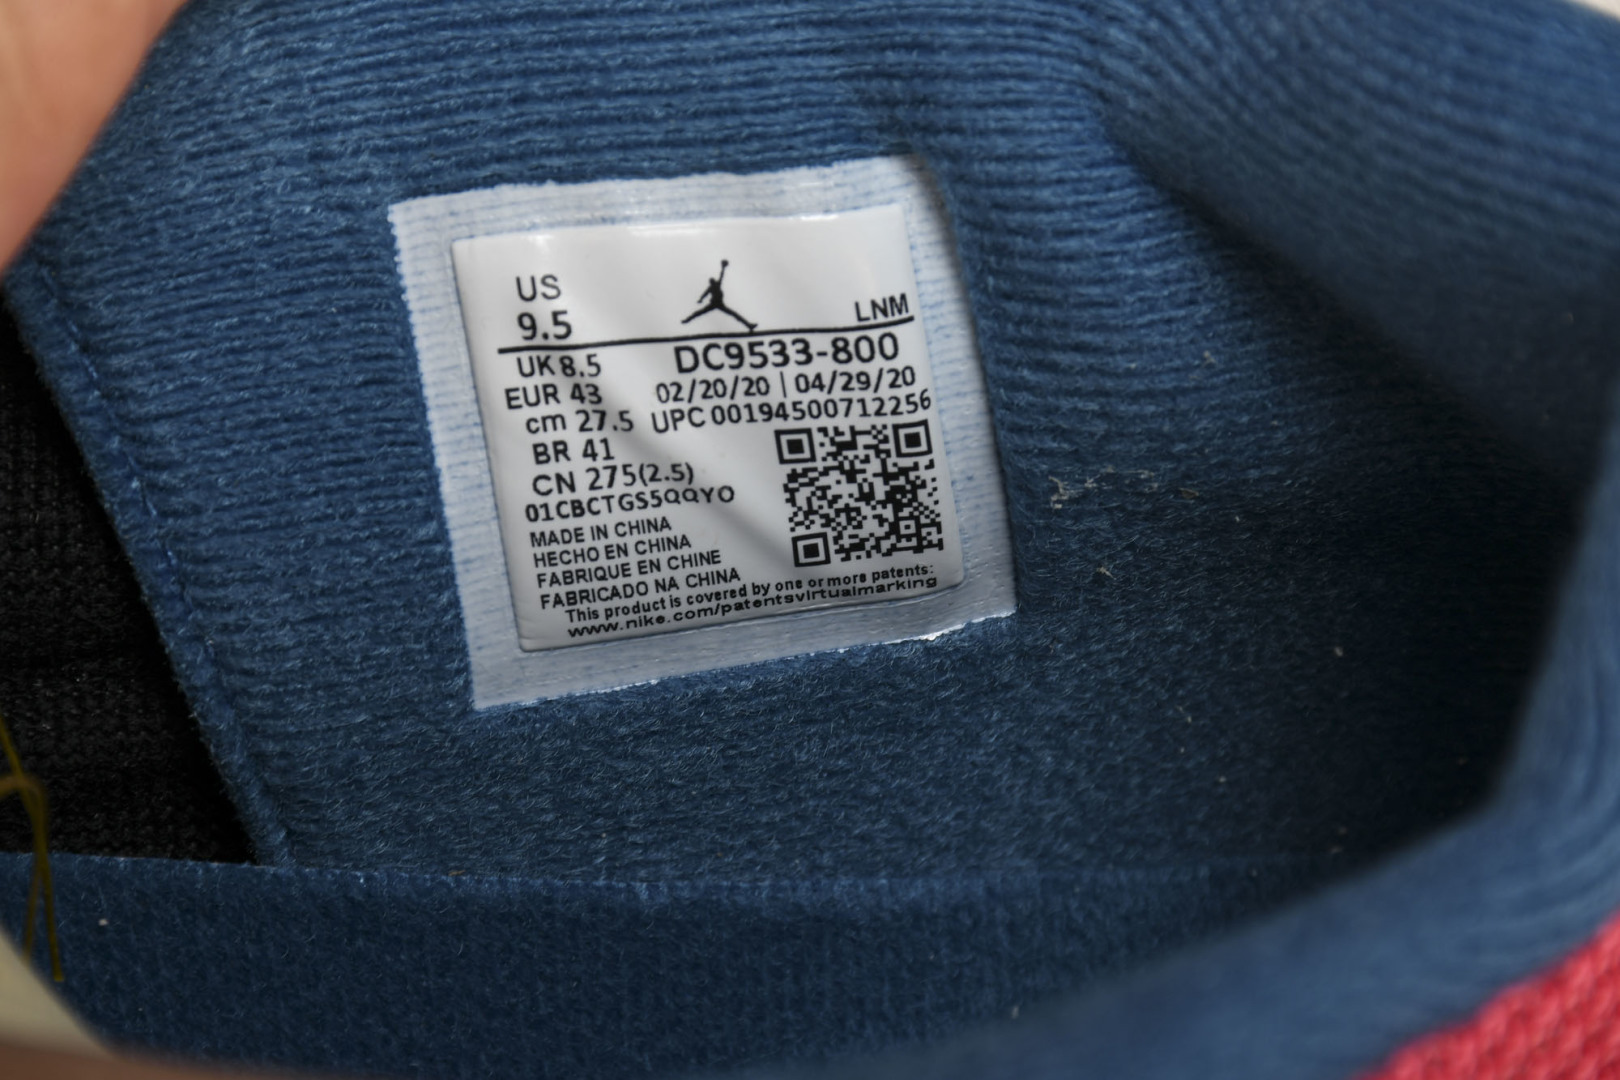 US
9.5
LNM
UK 8.5
DC9533-800
EUR 43
02/20/20 | 04/29/20
cm 27.5
UPC 00194500712256
BR 41
CN 275(2.5)
01CBCTGS5QQYO
MADE IN CHINA
HECHO EN CHINA
FABRIQUE EN CHINE
FABRICADO NA CHINA
This product is covered by one or more patents:
www.nike.com/patentsvirtualmarking